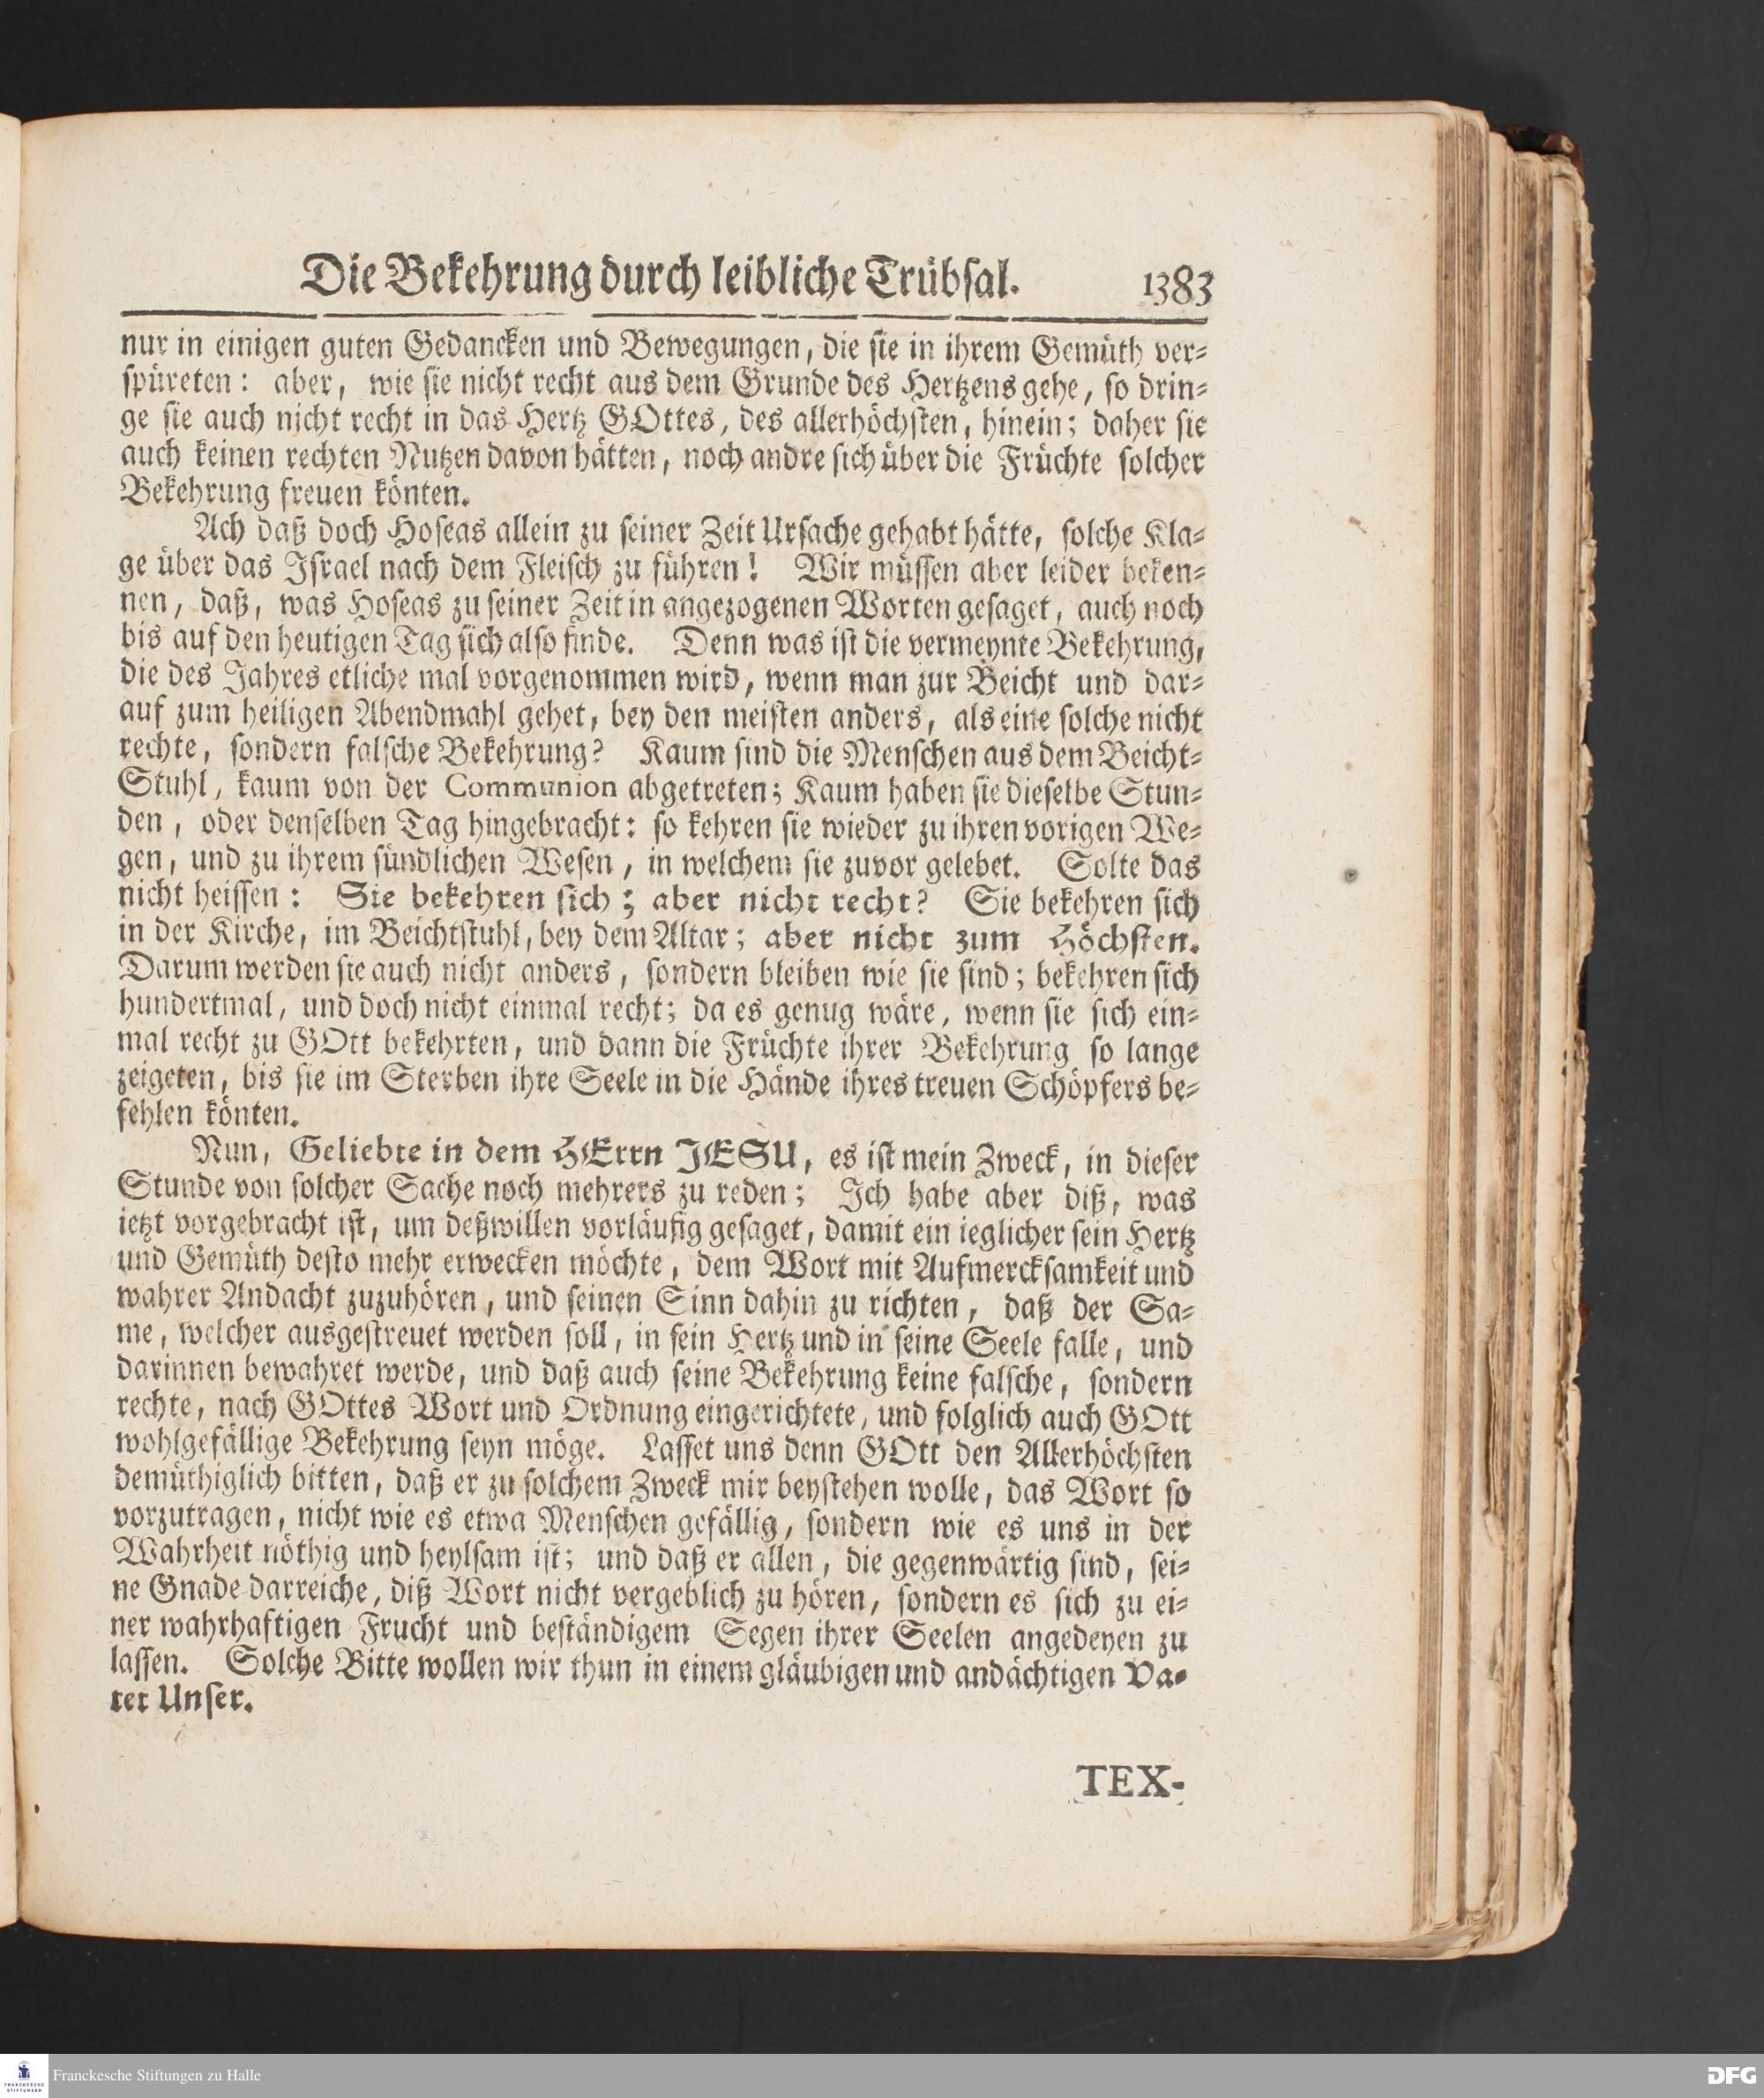 Die Bekehrung durch leibliche Trübsal. 1383
nur in einigen guten Gedancken und Bewegungen, die sie in ihrem Gemüth ver-
spüreten: aber, wie sie nicht recht aus dem Grunde des Hertzens gehe, so drin-
ge sie auch nicht recht in das Hertz GOttes, des allerhöchsten, hinein; daher sie
auch keinen rechten Nutzen davon hätten, noch andre sich über die Früchte solcher
Bekehrung freuen könten.
Ach daß doch Hoseas allein zu seiner Zeit Ursache gehabt hätte, solche Kla-
ge über das Israel nach dem Fleisch zu führen! Wir müssen aber leider beken-
nen, daß, was Hoseas zu seiner Zeit in angezogenen Worten gesaget, auch noch
bis auf den heutigen Tag sich also finde. Denn was ist die vermeynte Bekehrung,
die des Jahres etliche mal vorgenommen wird, wenn man zur Beicht und dar-
auf zum heiligen Abendmahl gehet, bey den meisten anders, als eine solche nicht
rechte, sondern falsche Bekehrung? Kaum sind die Menschen aus dem Beicht-
Stuhl, kaum von der Communion abgetreten; Kaum haben sie dieselbe Stun-
den, oder denselben Tag hingebracht: so kehren sie wieder zu ihren vorigen We-
gen, und zu ihrem sündlichen Wesen, in welchem sie zuvor gelebet. Solte das
nicht heissen: Sie bekehren sich; aber nicht recht? Sie bekehren sich
in der Kirche, im Beichtstuhl, bey dem Altar; aber nicht zum Höchsten.
Darum werden sie auch nicht anders, sondern bleiben wie sie sind; bekehren sich
hundertmal, und doch nicht einmal recht; da es genug wäre, wenn sie sich ein-
mal recht zu GOtt bekehrten, und dann die Früchte ihrer Bekehrung so lange
zeigeten, bis sie im Sterben ihre Seele in die Hände ihres treuen Schöpfers be-
fehlen könten.
Nun, Geliebte in dem HErrn JESU, es ist mein Zweck, in dieser
Stunde von solcher Sache noch mehrers zu reden; Ich habe aber diß, was
ietzt vorgebracht ist, um deßwillen vorläufig gesaget, damit ein ieglicher sein Hertz
und Gemüth desto mehr erwecken möchte, dem Wort mit Aufmercksamkeit und
wahrer Andacht zuzuhören, und seinen Sinn dahin zu richten, daß der Sa-
me, welcher ausgestreuet werden soll, in sein Hertz und in seine Seele falle, und
darinnen bewahret werde, und daß auch seine Bekehrung keine falsche, sondern
rechte, nach GOttes Wort und Ordnung eingerichtete, und folglich auch GOtt
wohlgefällige Bekehrung seyn möge. Lasset uns denn GOtt den Allerhöchsten
demüthiglich bitten, daß er zu solchem Zweck mir beystehen wolle, das Wort so
vorzutragen, nicht wie es etwa Menschen gefällig, sondern wie es uns in der
Wahrheit nöthig und heylsam ist; und daß er allen, die gegenwärtig sind, sei-
ne Gnade darreiche, diß Wort nicht vergeblich zu hören, sondern es sich zu ei-
ner wahrhaftigen Frucht und beständigem Segen ihrer Seelen angedeyen zu
lassen. Solche Bitte wollen wir thun in einem gläubigen und andächtigen Va-
ter Unser.
TEX-
FRANCKESCHE
STIFTUNGEN
Franckesche Stiftungen zu Halle
DFG